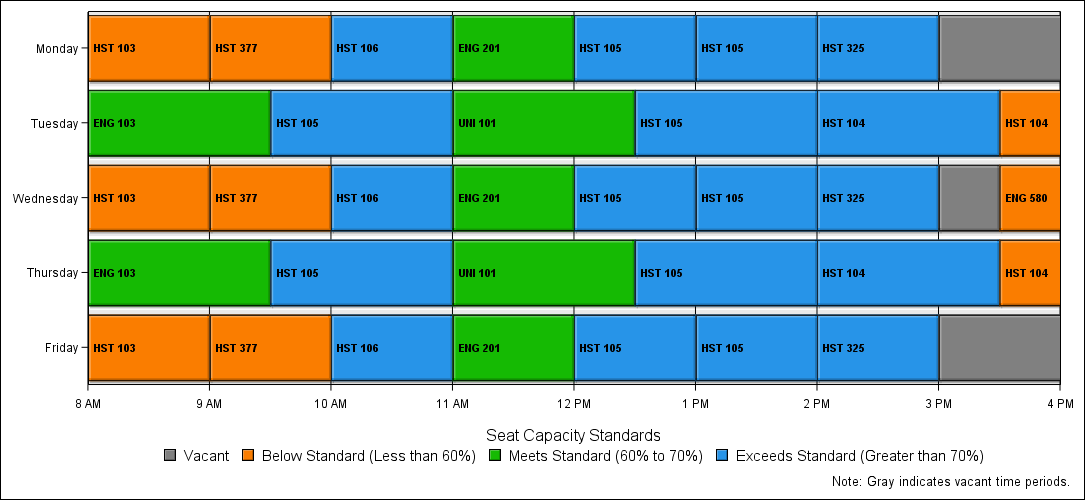 Monday HST 103 HST 377 HST 106 ENG 201 HST 105 HST 105 HST 325
Tuesday ENG 103 HST 105 UNI 101 HST 105 HST 104 HST 104
Wednesday HST 103 HST 377 HST 106 ENG 201 HST 105 HST 105 HST 325 ENG 580
Thursday ENG 103 HST 105 UNI 101 HST 105 HST 104 HST 104
Friday HST 103 HST 377 HST 106 ENG 201 HST 105 HST 105 HST 325
8 AM 9 AM 10 AM 11 AM 12 PM 1 PM 2 PM 3 PM 4 PM
Seat Capacity Standards
Vacant Below Standard (Less than 60%) Meets Standard (60% to 70%) Exceeds Standard (Greater than 70%)
Note: Gray indicates vacant time periods.